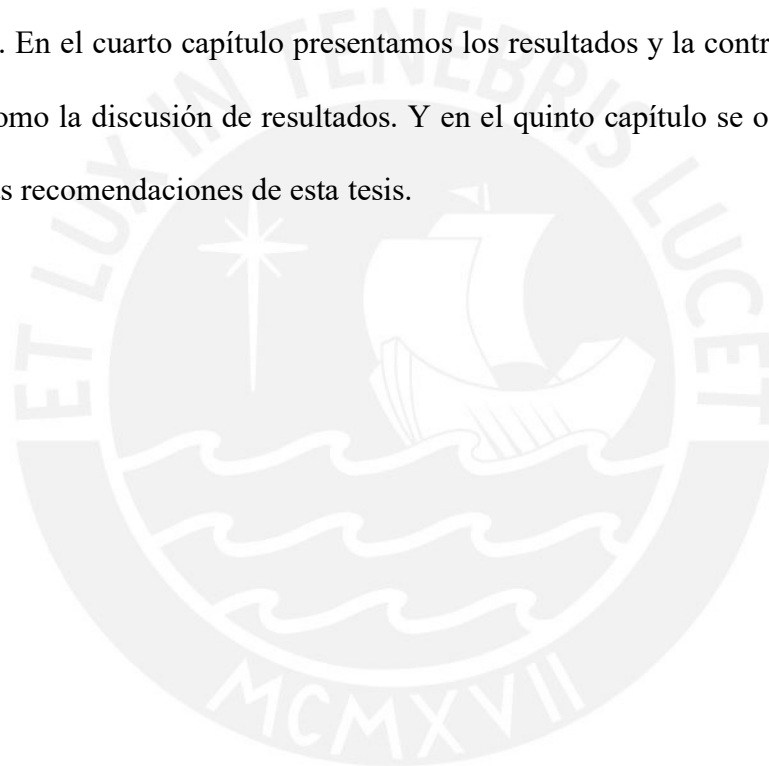 . En el cuarto capítulo presentamos los resultados y la contr
omo la discusión de resultados. Y en el quinto capítulo se o
s recomendaciones de esta tesis.
ET LUX IN TENEBRIS LUCET
MCMXVII